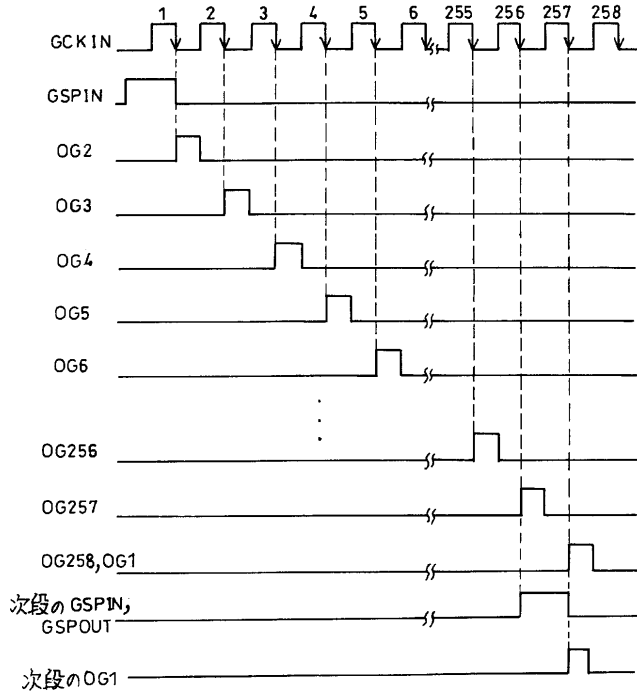 1 2 3 4 5 6 255 256 257 258
GCKIN
GSPIN
OG2
OG3
OG4
OG5
OG6
OG256
OG257
OG258,OG1
次段のGSPIN,
GSPOUT
次段のOG1